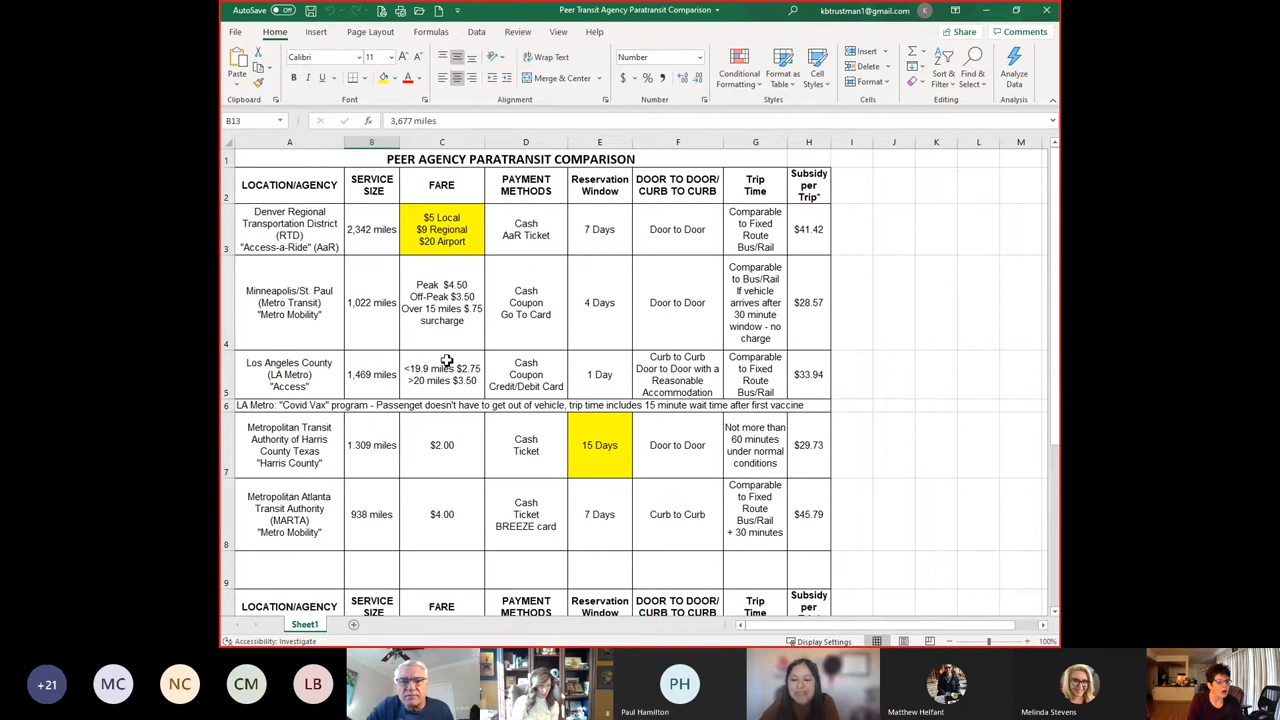 AutoSave Off
Peer Transit Agency Paratransit Comparison
kbtrustman1@gmail.com
K
File Home Insert Page Layout Formulas Data Review View Help
Share Comments
Paste
Calibri 11
Wrap Text
Merge & Center
Number
Conditional Formatting
Format as Table
Cell Styles
Insert
Delete
Format
Sort & Filter
Find & Select
Analyze Data
Clipboard Font Alignment Number Styles Cells Editing Analysis
B13 fx 3,677 miles
A B C D E F G H I J K L M
1 PEER AGENCY PARATRANSIT COMPARISON
2
LOCATION/AGENCY
SERVICE
SIZE
FARE
PAYMENT
METHODS
Reservation
Window
DOOR TO DOOR/
CURB TO CURB
Trip
Time
Subsidy
per
Trip*
3
Denver Regional
Transportation District
(RTD)
"Access-a-Ride" (AaR)
2,342 miles
$5 Local
$9 Regional
$20 Airport
Cash
AaR Ticket
7 Days
Door to Door
Comparable
to Fixed
Route
Bus/Rail
$41.42
4
Minneapolis/St. Paul
(Metro Transit)
"Metro Mobility"
1,022 miles
Peak $4.50
Off-Peak $3.50
Over 15 miles $.75
surcharge
Cash
Coupon
Go To Card
4 Days
Door to Door
Comparable
to Bus/Rail
If vehicle
arrives after
30 minute
window - no
charge
$28.57
5
Los Angeles County
(LA Metro)
"Access"
1,469 miles
<19.9 miles $2.75
>20 miles $3.50
Cash
Coupon
Credit/Debit Card
1 Day
Curb to Curb
Door to Door with a
Reasonable
Accommodation
Comparable
to Fixed
Route
Bus/Rail
$33.94
6 LA Metro: "Covid Vax" program - Passenget doesn't have to get out of vehicle, trip time includes 15 minute wait time after first vaccine
7
Metropolitan Transit
Authority of Harris
County Texas
"Harris County"
1.309 miles
$2.00
Cash
Ticket
15 Days
Door to Door
Not more than
60 minutes
under normal
conditions
$29.73
8
Metropolitan Atlanta
Transit Authority
(MARTA)
"Metro Mobility"
938 miles
$4.00
Cash
Ticket
BREEZE card
7 Days
Curb to Curb
Comparable
to Fixed
Route
Bus/Rail
+ 30 minutes
$45.79
9
LOCATION/AGENCY
SERVICE
SIZE
FARE
PAYMENT
METHODS
Reservation
Window
DOOR TO DOOR/
CURB TO CURB
Trip
Time
Subsidy
per
Sheet1
Accessibility: Investigate
Display Settings
100%
+21 MC NC CM LB PH
Paul Hamilton
Matthew Helfant
Melinda Stevens